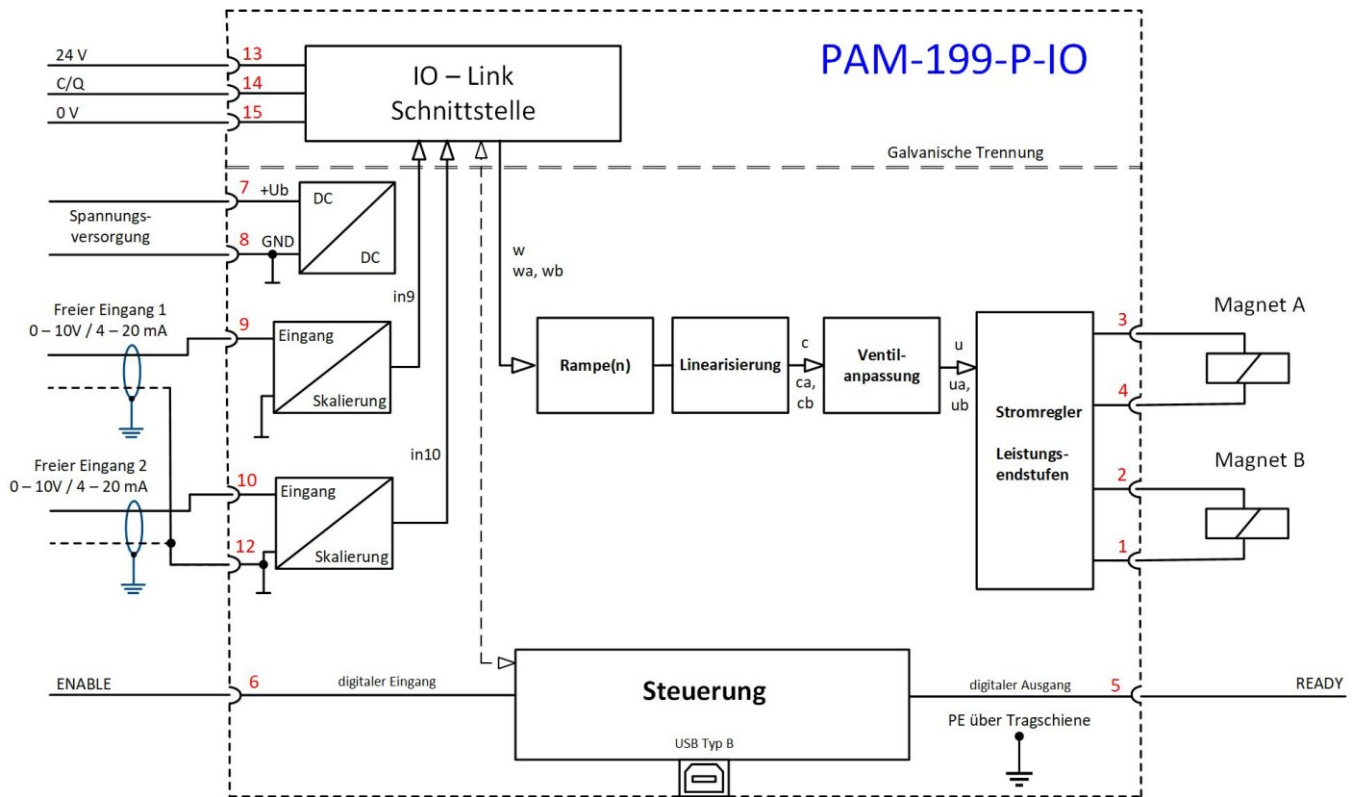 PAM-199-P-IO
24 V
13
C/Q
14
0 V
15
IO – Link
Schnittstelle
Galvanische Trennung
7
+Ub
DC
DC
Spannungs-
versorgung
8
GND
w
wa, wb
in9
Freier Eingang 1
0 – 10V / 4 – 20 mA
9
Eingang
Skalierung
Rampe(n)
Linearisierung
c
ca,
cb
Ventil-
anpassung
u
ua,
ub
Stromregler
Leistungs-
endstufen
3
Magnet A
4
2
Magnet B
1
in10
Freier Eingang 2
0 – 10V / 4 – 20 mA
10
Eingang
Skalierung
12
ENABLE
6
digitaler Eingang
Steuerung
USB Typ B
digitaler Ausgang
5
READY
PE über Tragschiene